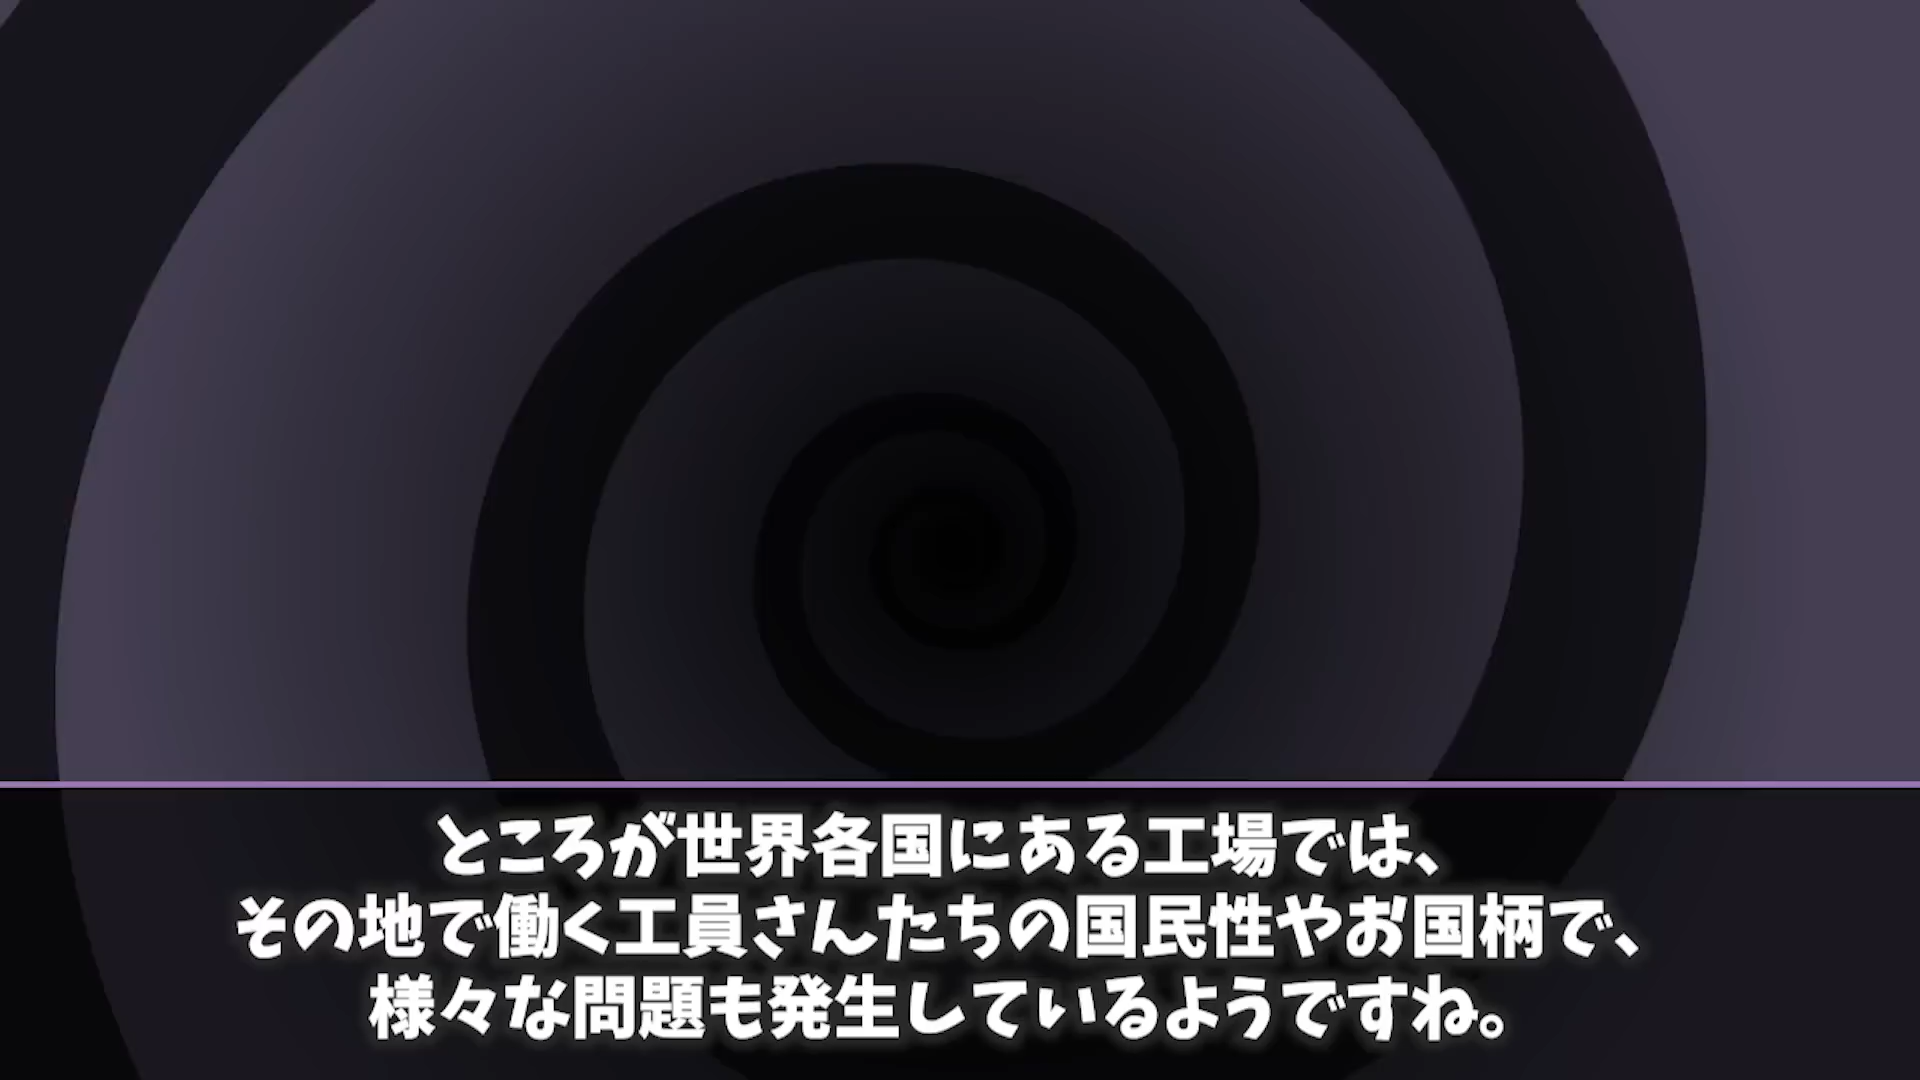 ところが世界各国にある工場では、
その地で働く工員さんたちの国民性やお国柄で、
様々な問題も発生しているようですね。